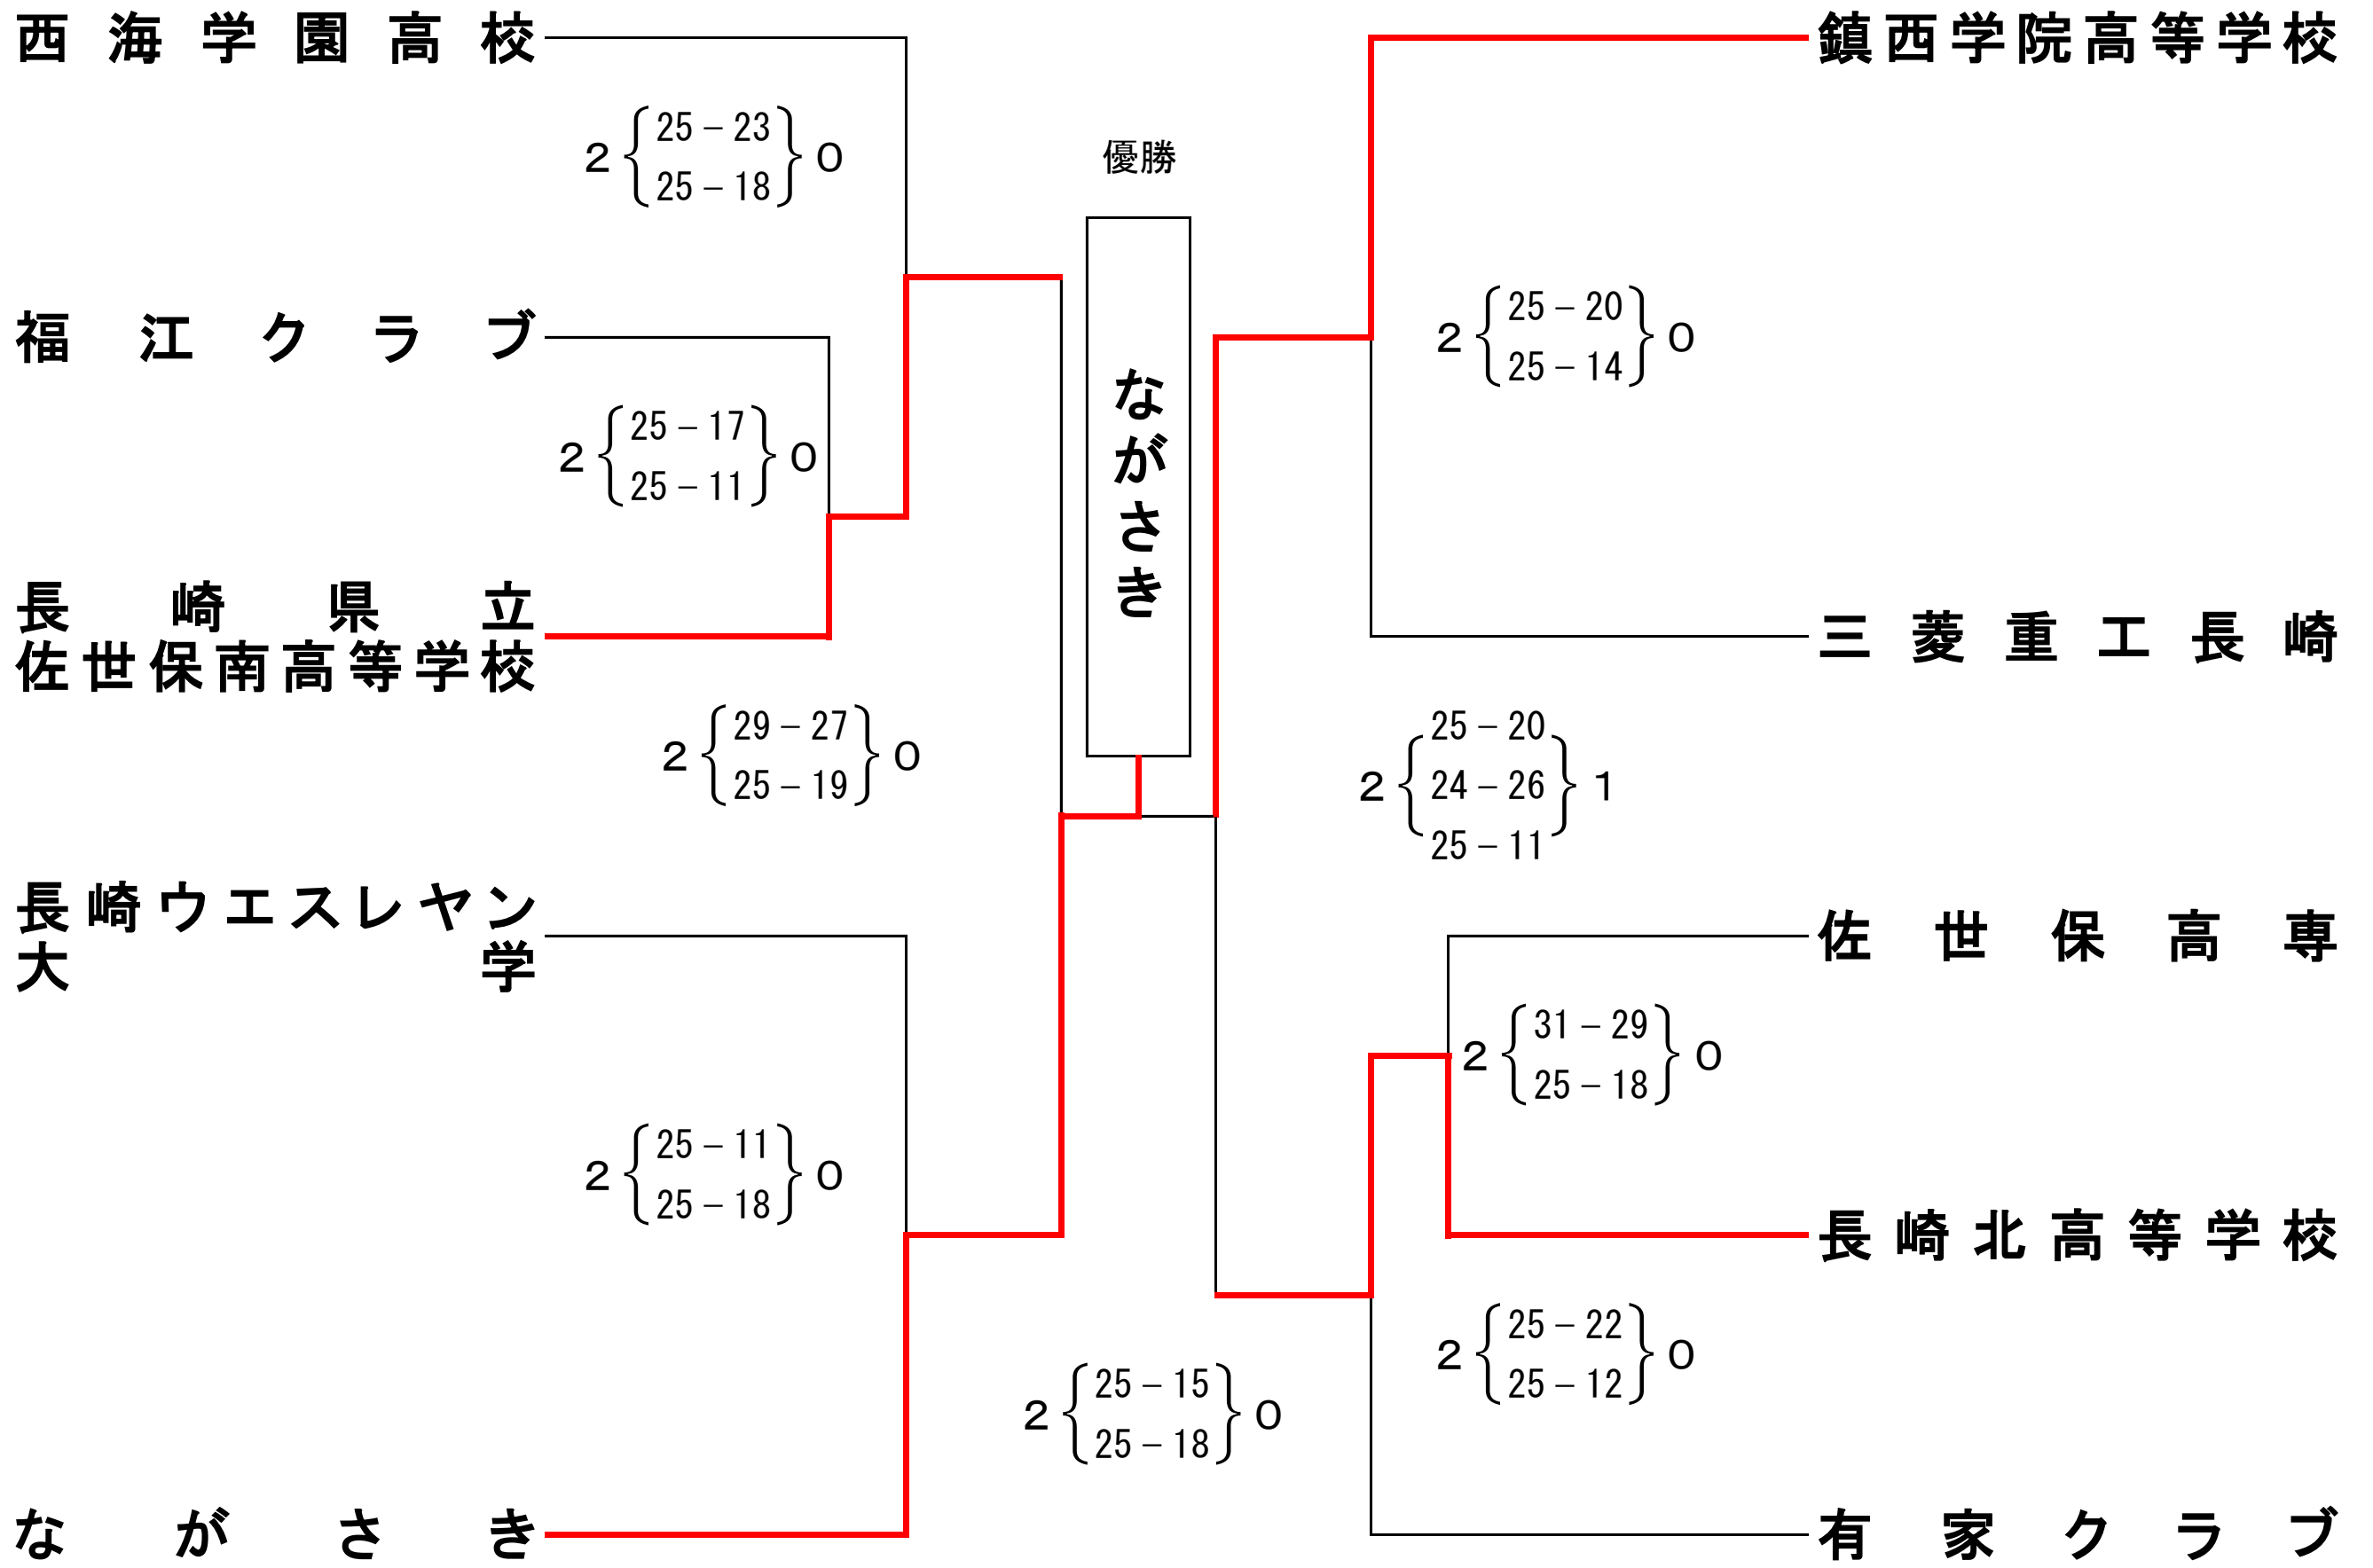 西海学園高校
2 25－23 0
25－18
福江クラブ
2 25－17 0
25－11
長崎県立
佐世保南高等学校
2 29－27 0
25－19
長崎ウエスレヤン
大学
2 25－11 0
25－18
ながさき
優勝
ながさき
2 25－15 0
25－18
鎮西学院高等学校
2 25－20 0
25－14
三菱重工長崎
25－20
2 24－26 1
25－11
佐世保高専
2 31－29 0
25－18
長崎北高等学校
2 25－22 0
25－12
有家クラブ